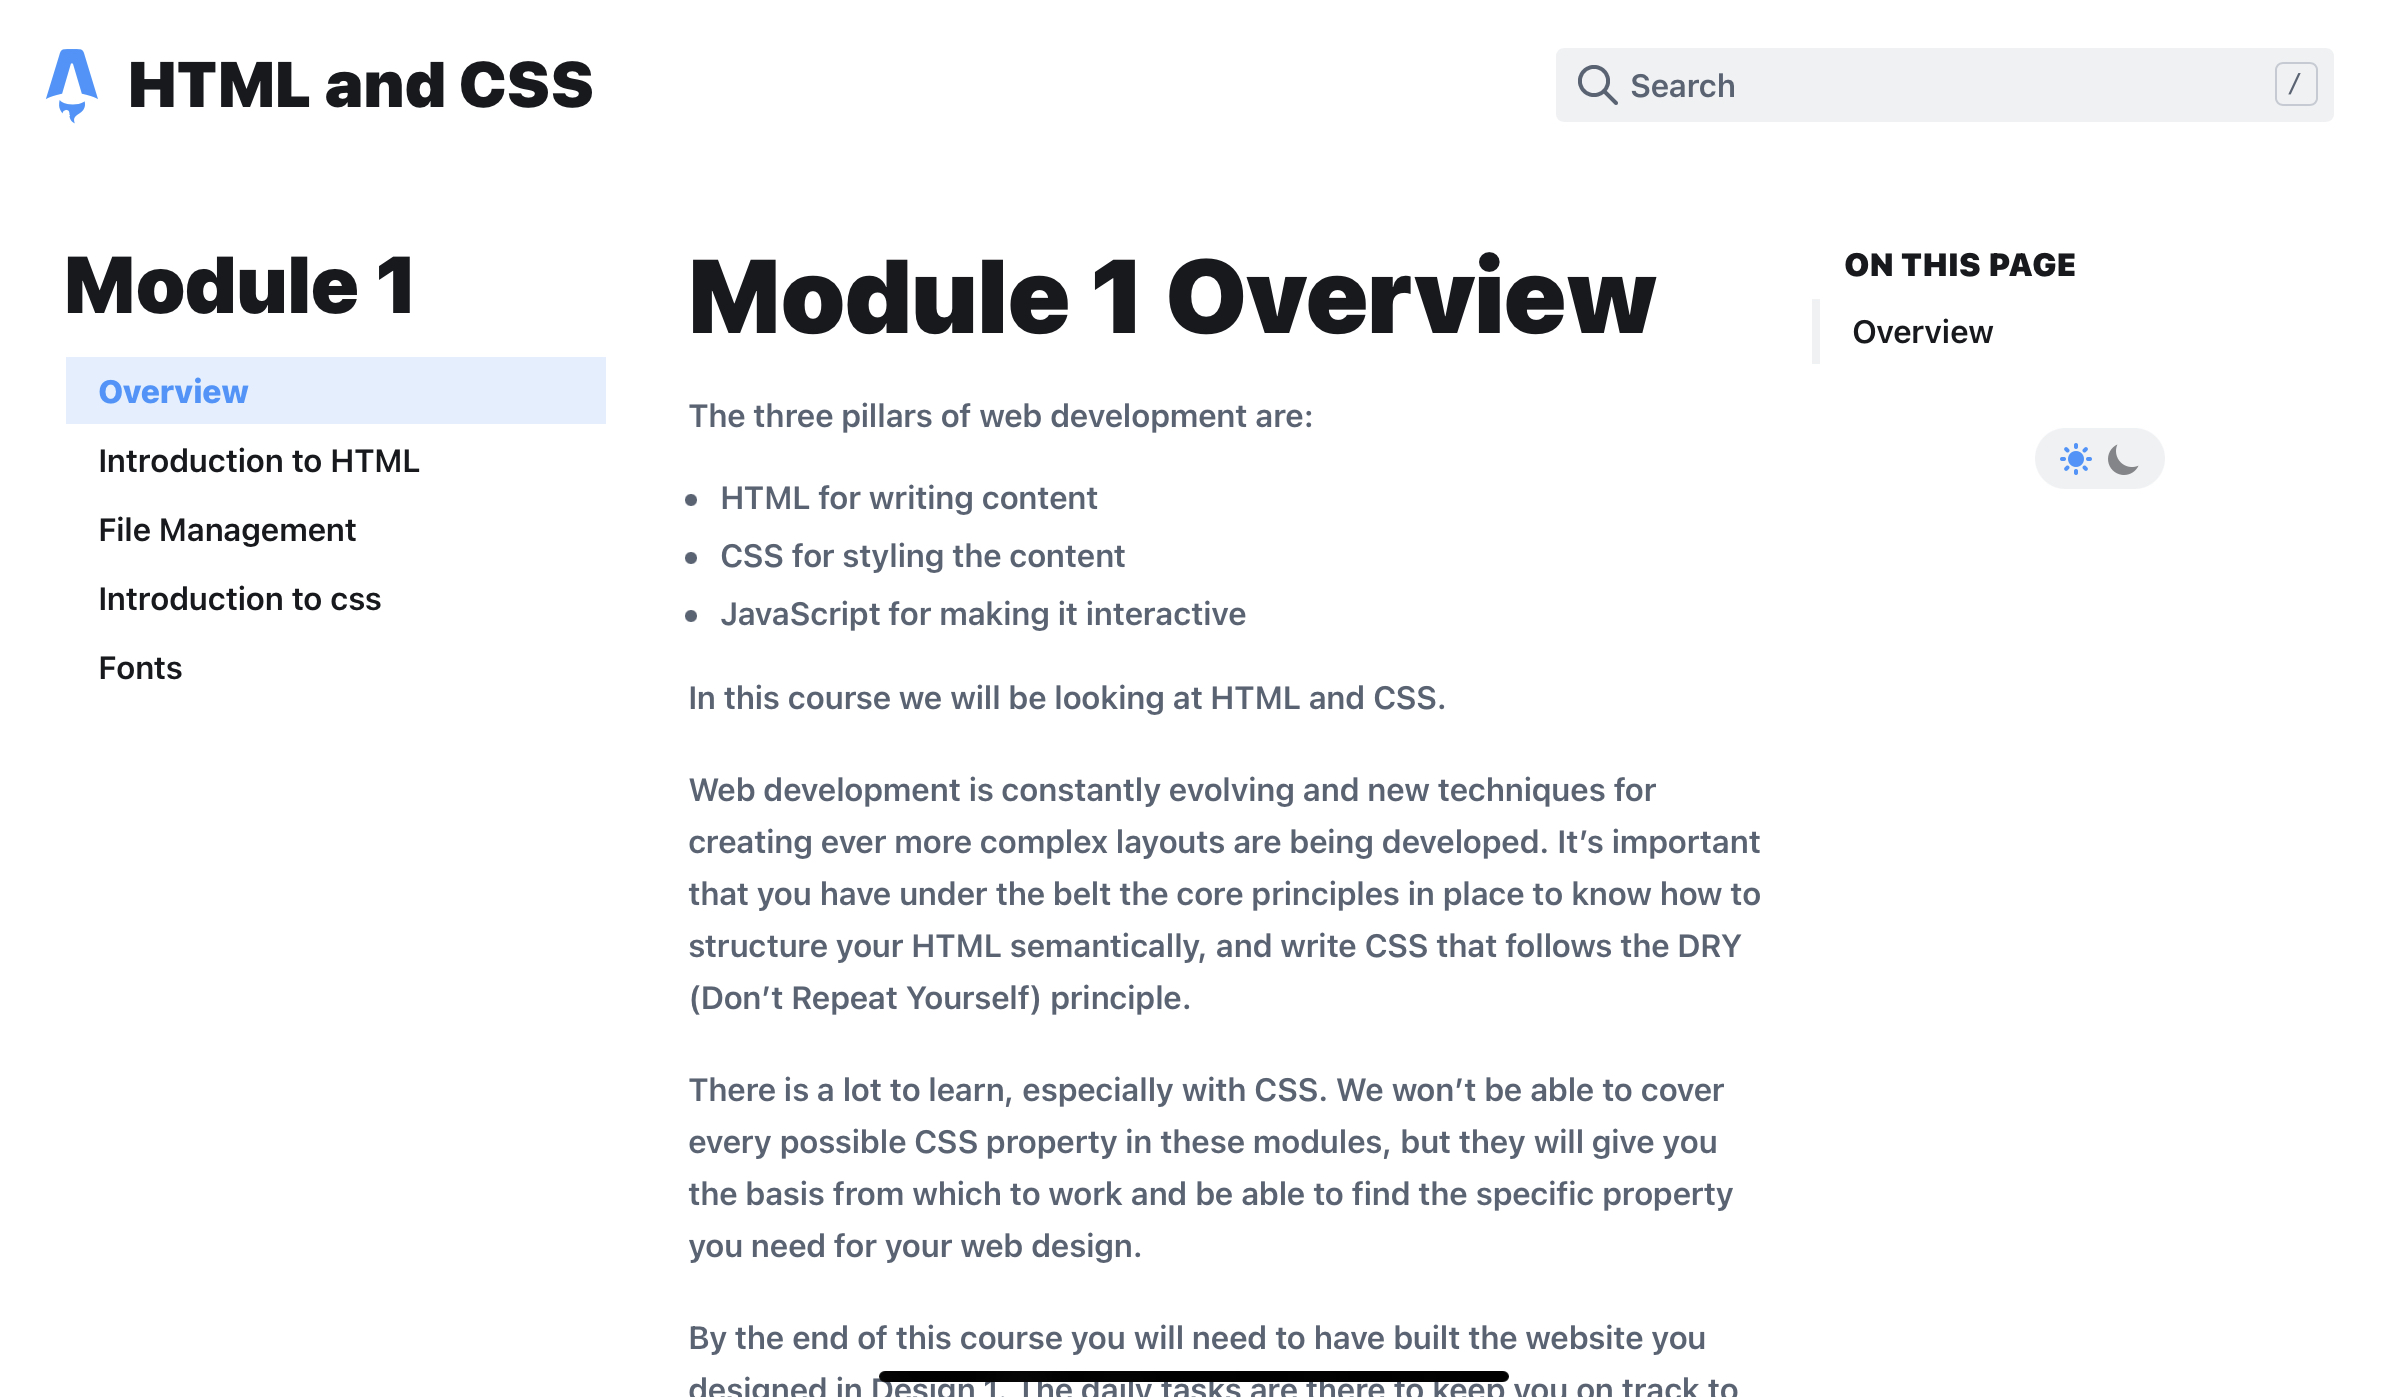 HTML and CSS
Search
/
Module 1
Overview
Introduction to HTML
File Management
Introduction to css
Fonts
Module 1 Overview
The three pillars of web development are:
HTML for writing content
CSS for styling the content
JavaScript for making it interactive
In this course we will be looking at HTML and CSS.
Web development is constantly evolving and new techniques for
creating ever more complex layouts are being developed. It’s important
that you have under the belt the core principles in place to know how to
structure your HTML semantically, and write CSS that follows the DRY
(Don’t Repeat Yourself) principle.
There is a lot to learn, especially with CSS. We won’t be able to cover
every possible CSS property in these modules, but they will give you
the basis from which to work and be able to find the specific property
you need for your web design.
By the end of this course you will need to have built the website you
designed in Design 1. The daily tasks are there to keep you on track to
ON THIS PAGE
Overview